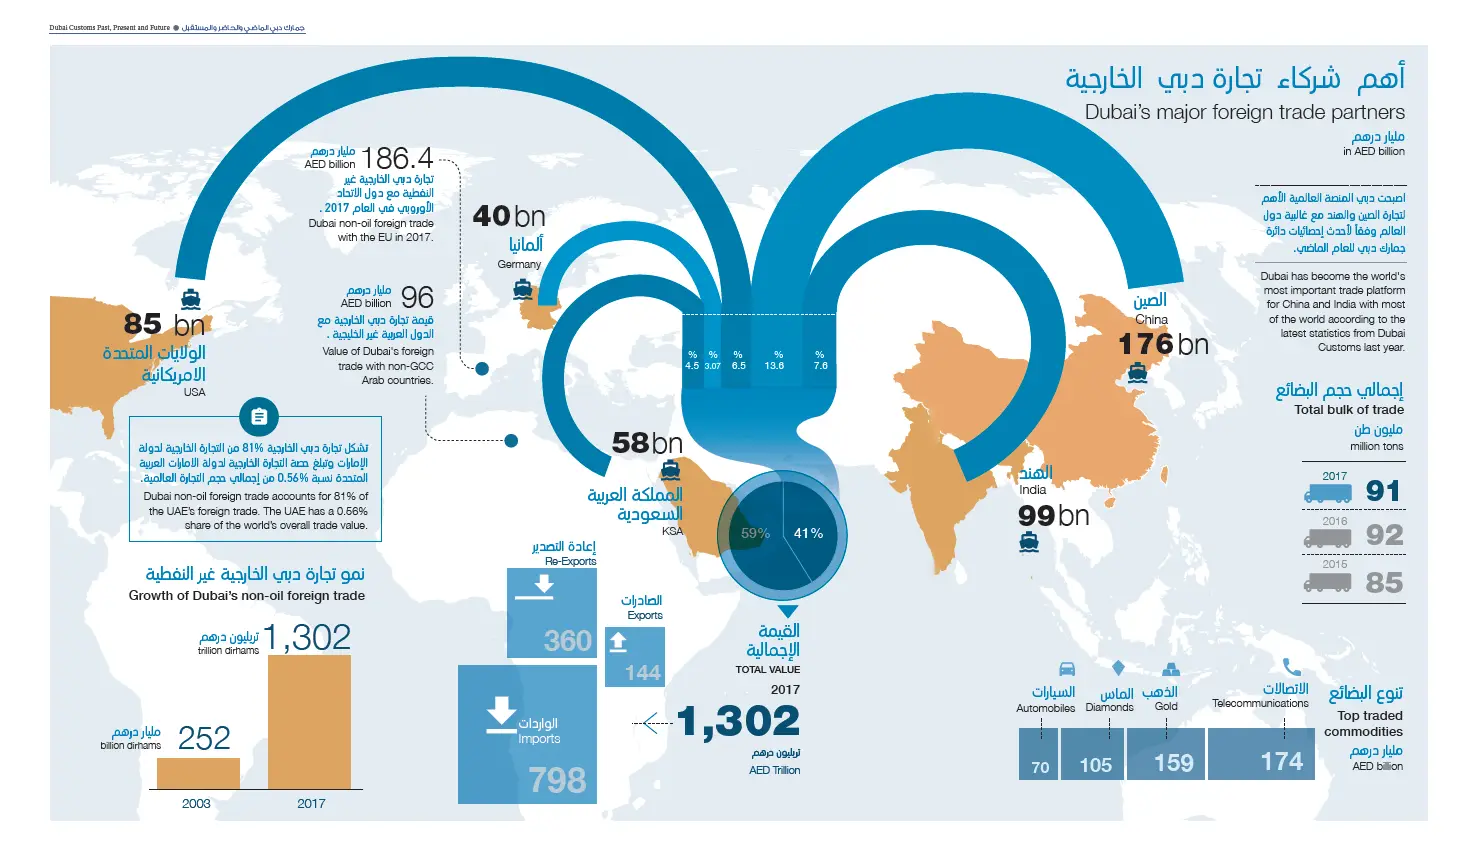 Dubai Customs Past, Present and Future جمارك دبي الماضي والحاضر والمستقبل
أهم شركاء تجارة دبي الخارجية
Dubai's major foreign trade partners
مليار درهم
in AED billion
اصبحت دبي المنصة العالمية الأهم
لتجارة الصين والهند مع غالبية دول
العالم وفقاً لأحدث إحصائيات دائرة
جمارك دبي للعام الماضي.
Dubai has become the world's
most important trade platform
for China and India with most
of the world according to the
latest statistics from Dubai
Customs last year.
إجمالي حجم البضائع
Total bulk of trade
مليون طن
million tons
2017
91
2016
92
2015
85
مليار درهم
AED billion 186.4
تجارة دبي الخارجية غير
النفطية مع دول الاتحاد
الأوروبي في العام 2017 .
Dubai non-oil foreign trade
with the EU in 2017.
مليار درهم
AED billion 96
قيمة تجارة دبي الخارجية مع
الدول العربية غير الخليجية .
Value of Dubai's foreign
trade with non-GCC
Arab countries.
40 bn
ألمانيا
Germany
85 bn
الولايات المتحدة
الامريكانية
USA
58 bn
المملكة العربية
السعودية
KSA
الصين
China
176 bn
الهند
India
99 bn
% 4.5
% 3.07
% 6.5
% 13.6
% 7.6
59% 41%
تشكل تجارة دبي الخارجية 81% من التجارة الخارجية لدولة
الإمارات وتبلغ حصة التجارة الخارجية لدولة الامارات العربية
المتحدة نسبة 0.56% من إجمالي حجم التجارة العالمية.
Dubai non-oil foreign trade accounts for 81% of
the UAE's foreign trade. The UAE has a 0.56%
share of the world's overall trade value.
نمو تجارة دبي الخارجية غير النفطية
Growth of Dubai's non-oil foreign trade
تريليون درهم
trillion dirhams 1,302
مليار درهم
billion dirhams 252
2003 2017
إعادة التصدير
Re-Exports
360
الصادرات
Exports
144
الواردات
Imports
798
القيمة
الإجمالية
TOTAL VALUE
2017
1,302
تريليون درهم
AED Trillion
تنوع البضائع
Top traded
commodities
مليار درهم
AED billion
السيارات
Automobiles
70
الماس
Diamonds
105
الذهب
Gold
159
الاتصالات
Telecommunications
174